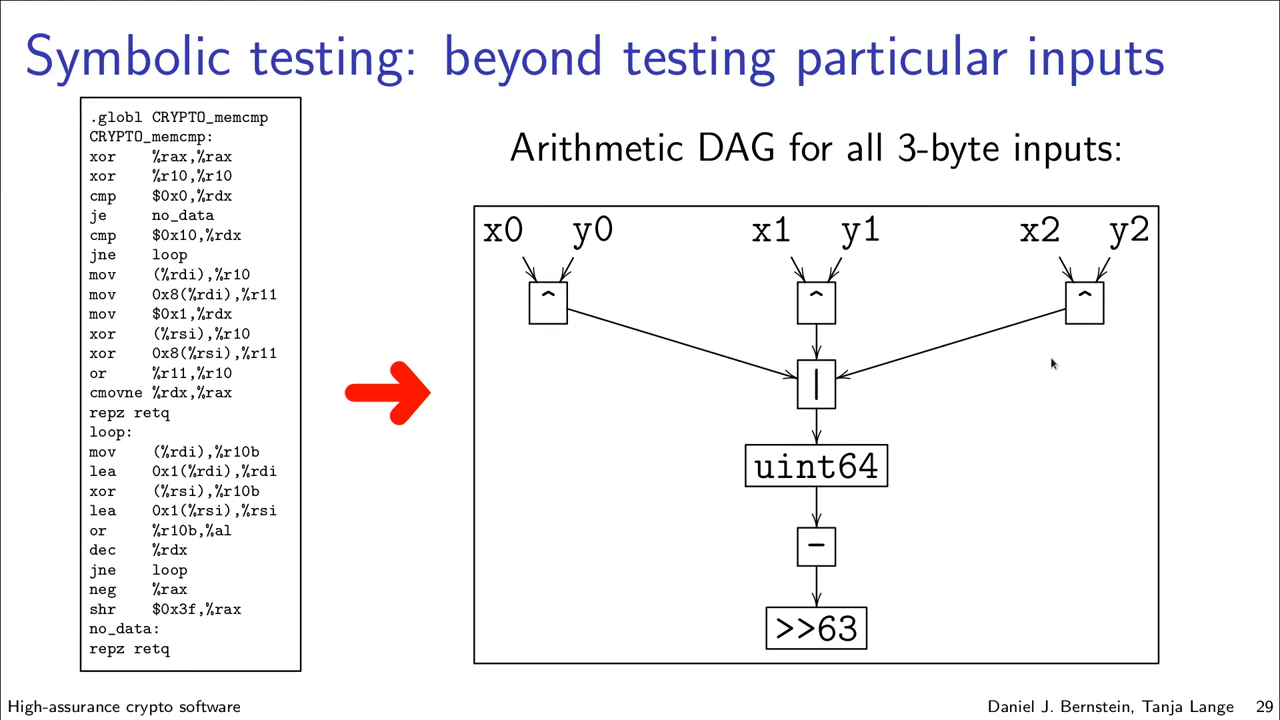 Symbolic testing: beyond testing particular inputs
.globl CRYPTO_memcmp
CRYPTO_memcmp:
xor %rax,%rax
xor %r10,%r10
cmp $0x0,%rdx
je no_data
cmp $0x10,%rdx
jne loop
mov (%rdi),%r10
mov 0x8(%rdi),%r11
mov $0x1,%rdx
xor (%rsi),%r10
xor 0x8(%rsi),%r11
or %r11,%r10
cmovne %rdx,%rax
repz retq
loop:
mov (%rdi),%r10b
lea 0x1(%rdi),%rdi
xor (%rsi),%r10b
lea 0x1(%rsi),%rsi
or %r10b,%al
dec %rdx
jne loop
neg %rax
shr $0x3f,%rax
no_data:
repz retq
Arithmetic DAG for all 3-byte inputs:
x0 y0 x1 y1 x2 y2
^ ^ ^
|
uint64
-
>>63
High-assurance crypto software
Daniel J. Bernstein, Tanja Lange 29